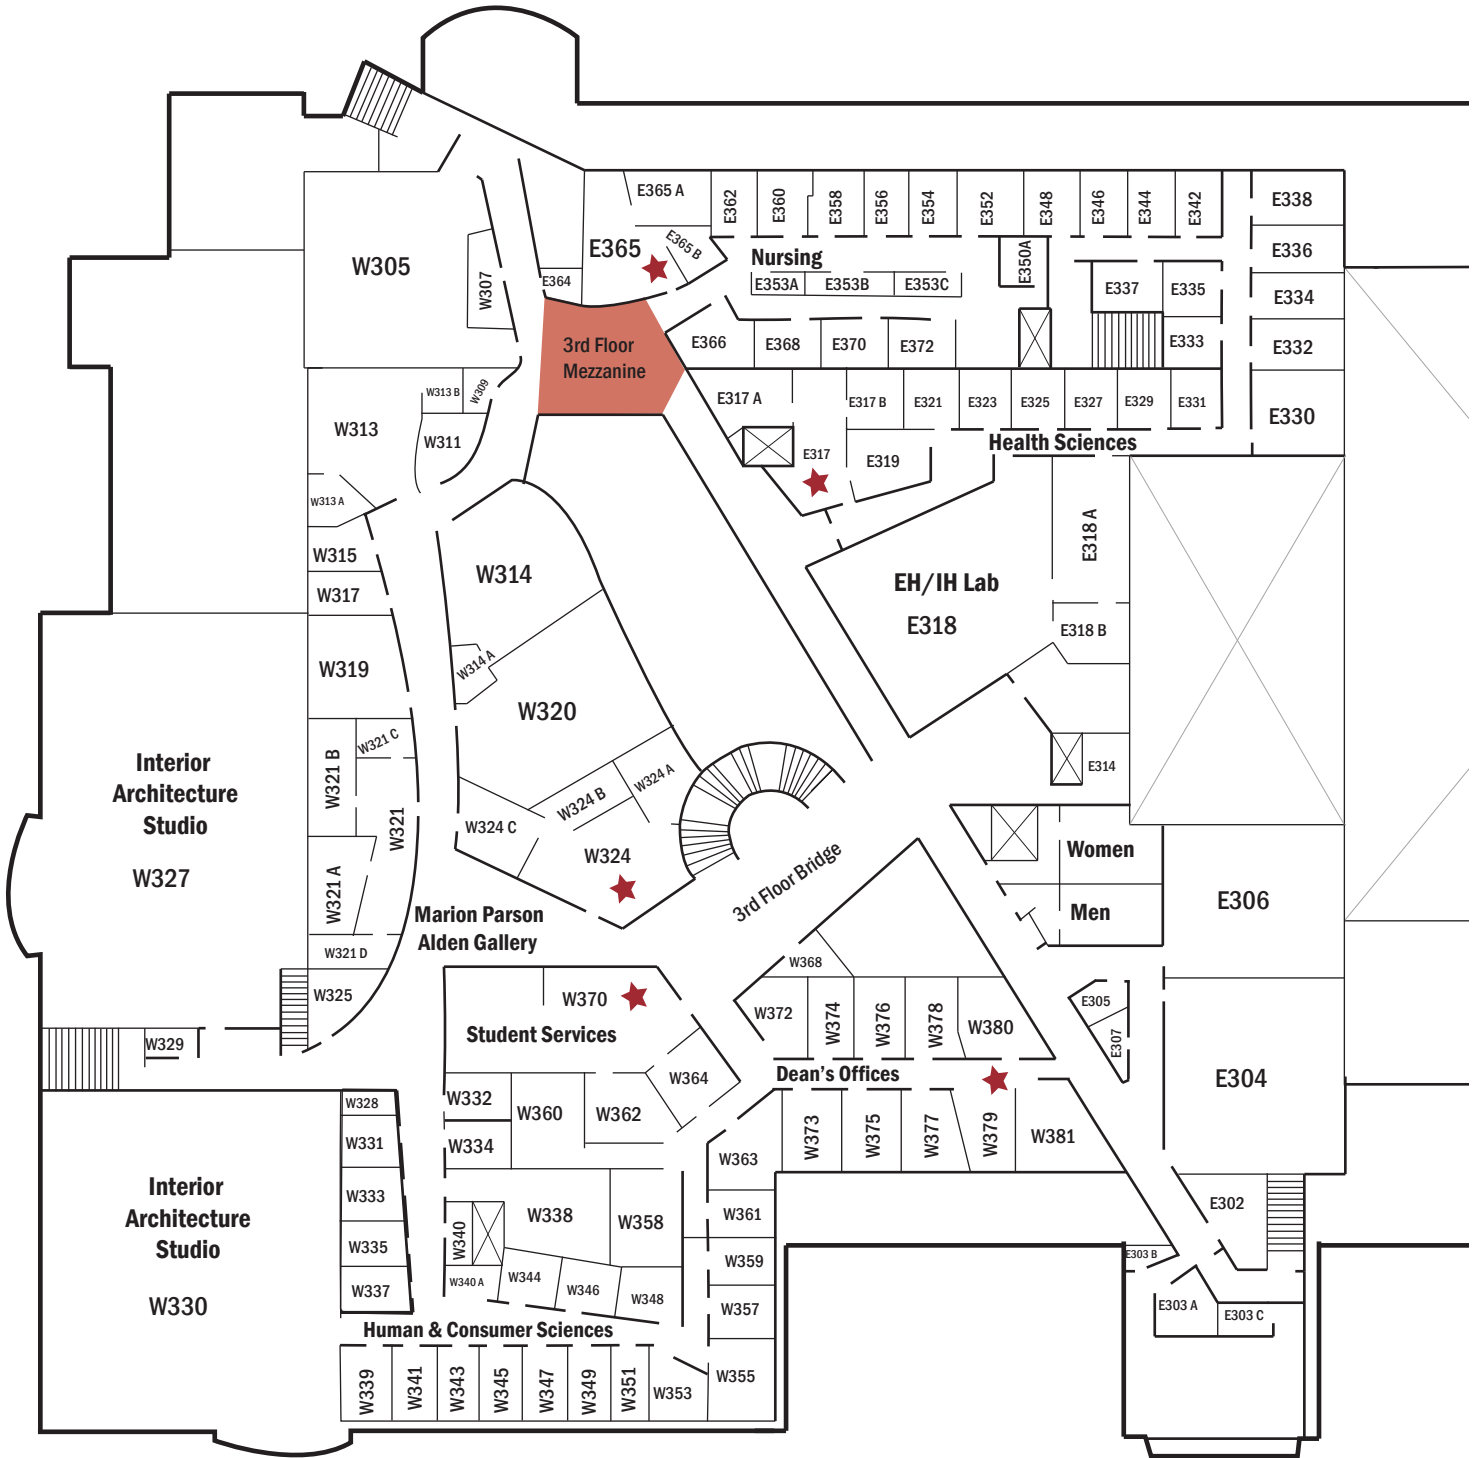 E365 A
E362
E360
E358
E356
E354
E352
E348
E346
E344
E342
E338
W305
W307
E364
E365
E365 B
Nursing
E350A
E336
E353A
E353B
E353C
E337
E335
E334
3rd Floor
Mezzanine
E366
E368
E370
E372
E333
E332
W313 B
W309
W313
W311
E317 A
E317 B
E321
E323
E325
E327
E329
E331
E330
Health Sciences
E317
E319
W313 A
W315
W317
W314
EH/IH Lab
E318
E318 A
E318 B
W319
W314 A
W320
W321 C
W321 B
W321
Interior
Architecture
Studio
W327
W324 A
W324 B
W324 C
W324
E314
Women
Men
E306
3rd Floor Bridge
W321 A
W321 D
W325
Marion Parson
Alden Gallery
W329
W370
Student Services
W368
W372
W374
W376
W378
W380
E305
E307
E304
Dean's Offices
W364
W332
W360
W362
W334
W328
W331
W333
W335
W337
W363
W373
W375
W377
W379
W381
Interior
Architecture
Studio
W330
W340
W338
W358
W361
E302
W340 A
W344
W346
W348
W359
W357
E303 B
E303 A
E303 C
Human & Consumer Sciences
W339
W341
W343
W345
W347
W349
W351
W353
W355